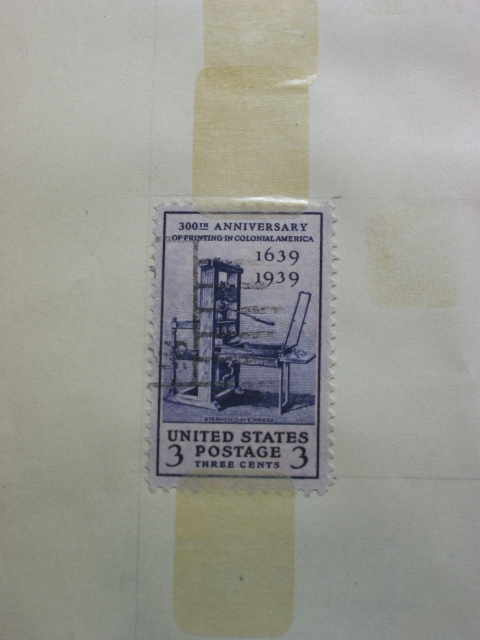 300TH ANNIVERSARY
OF PRINTING IN COLONIAL AMERICA
1639
1939
STEPHEN DAYE PRESS
UNITED STATES
3 POSTAGE 3
THREE CENTS